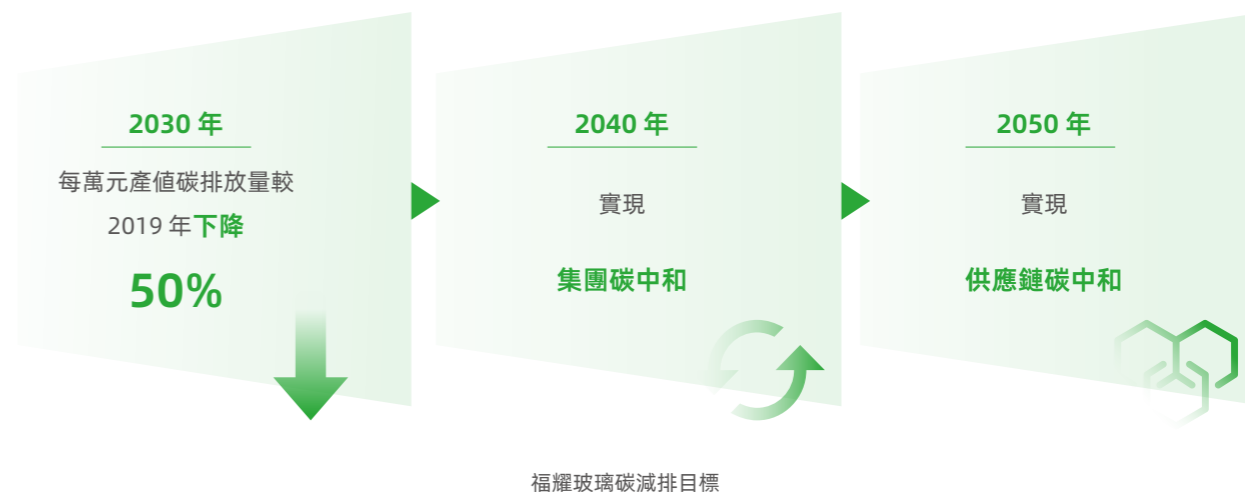 2030 年
每萬元產值碳排放量較
2019 年下降
50%
2040 年
實現
集團碳中和
2050 年
實現
供應鏈碳中和
福耀玻璃碳減排目標